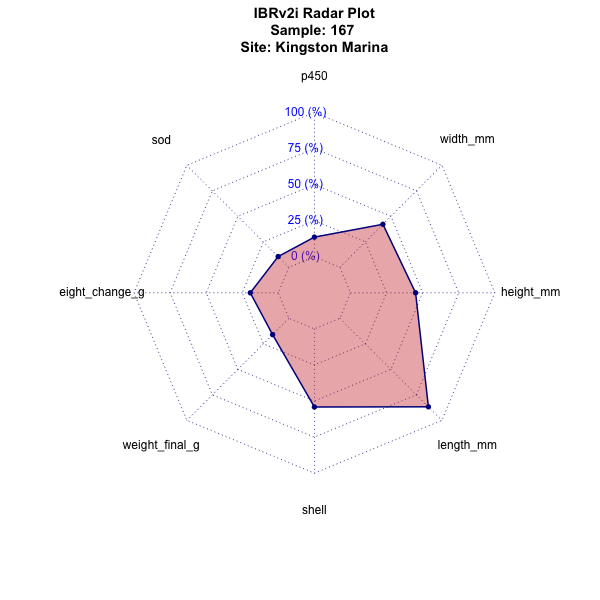 IBRv2i Radar Plot
Sample: 167
Site: Kingston Marina
p450
100 (%)
sod
width_mm
75 (%)
50 (%)
25 (%)
0 (%)
eight_change_g
height_mm
weight_final_g
length_mm
shell